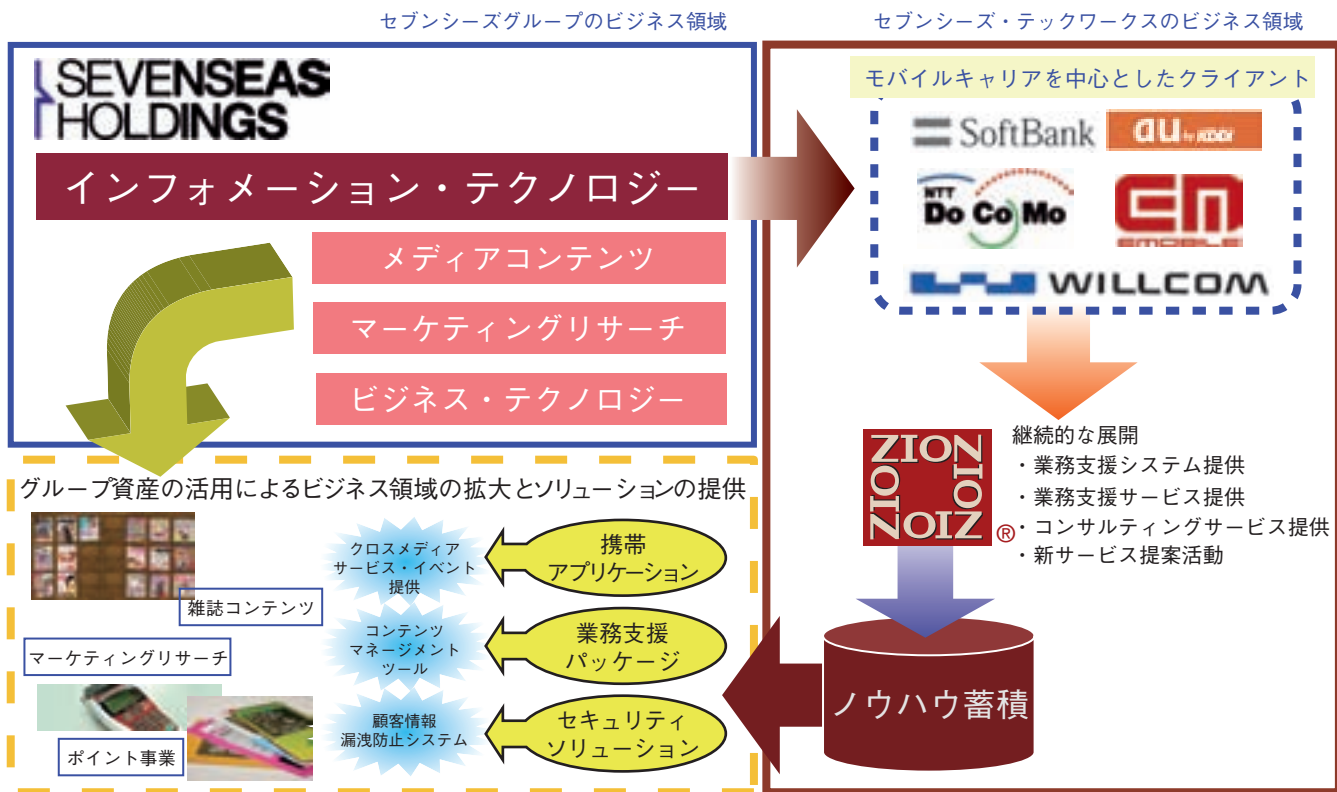 セブンシーズグループのビジネス領域
SEVENSEAS
HOLDINGS
インフォメーション・テクノロジー
メディアコンテンツ
マーケティングリサーチ
ビジネス・テクノロジー
セブンシーズ・テックワークスのビジネス領域
モバイルキャリアを中心としたクライアント
SoftBank
au by KDDI
NTT
DoCoMo
EM
EMOBILE
WILLCOM
ZION
ZION
ZION
ZION
®
継続的な展開
・業務支援システム提供
・業務支援サービス提供
・コンサルティングサービス提供
・新サービス提案活動
ノウハウ蓄積
グループ資産の活用によるビジネス領域の拡大とソリューションの提供
雑誌コンテンツ
マーケティングリサーチ
ポイント事業
クロスメディア
サービス・イベント
提供
携帯
アプリケーション
コンテンツ
マネージメント
ツール
業務支援
パッケージ
顧客情報
漏洩防止システム
セキュリティ
ソリューション